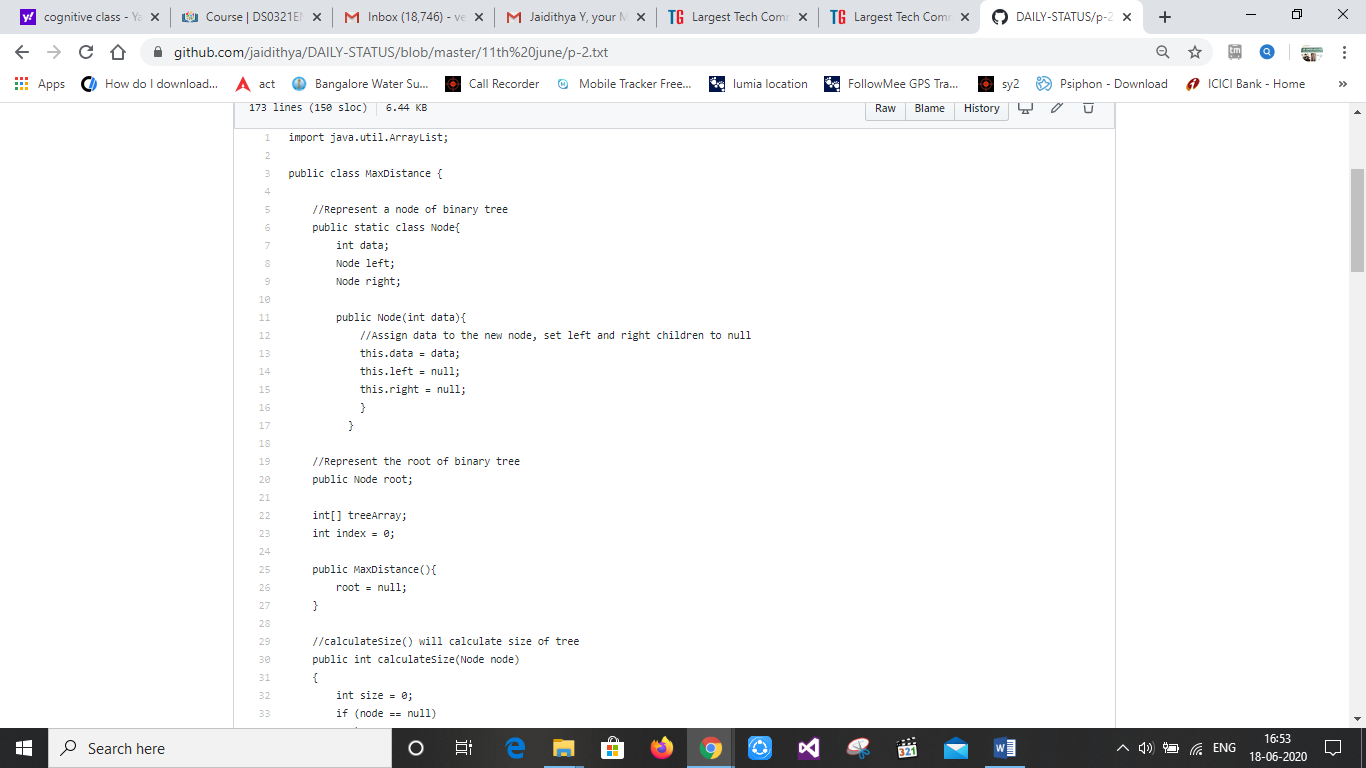 cognitive class - Ya
Course | DS0321EN
Inbox (18,746) - ve
Jaidithya Y, your M
Largest Tech Comm
Largest Tech Comm
DAILY-STATUS/p-2
github.com/jaidithya/DAILY-STATUS/blob/master/11th%20june/p-2.txt
Apps
How do I download...
act
Bangalore Water Su...
Call Recorder
Mobile Tracker Free...
lumia location
FollowMee GPS Tra...
sy2
Psiphon - Download
ICICI Bank - Home
»
173 lines (150 sloc) 6.44 KB
Raw Blame History
1 import java.util.ArrayList;
2
3 public class MaxDistance {
4
5 //Represent a node of binary tree
6 public static class Node{
7 int data;
8 Node left;
9 Node right;
10
11 public Node(int data){
12 //Assign data to the new node, set left and right children to null
13 this.data = data;
14 this.left = null;
15 this.right = null;
16 }
17 }
18
19 //Represent the root of binary tree
20 public Node root;
21
22 int[] treeArray;
23 int index = 0;
24
25 public MaxDistance(){
26 root = null;
27 }
28
29 //calculateSize() will calculate size of tree
30 public int calculateSize(Node node)
31 {
32 int size = 0;
33 if (node == null)
Search here
ENG
16:53
18-06-2020